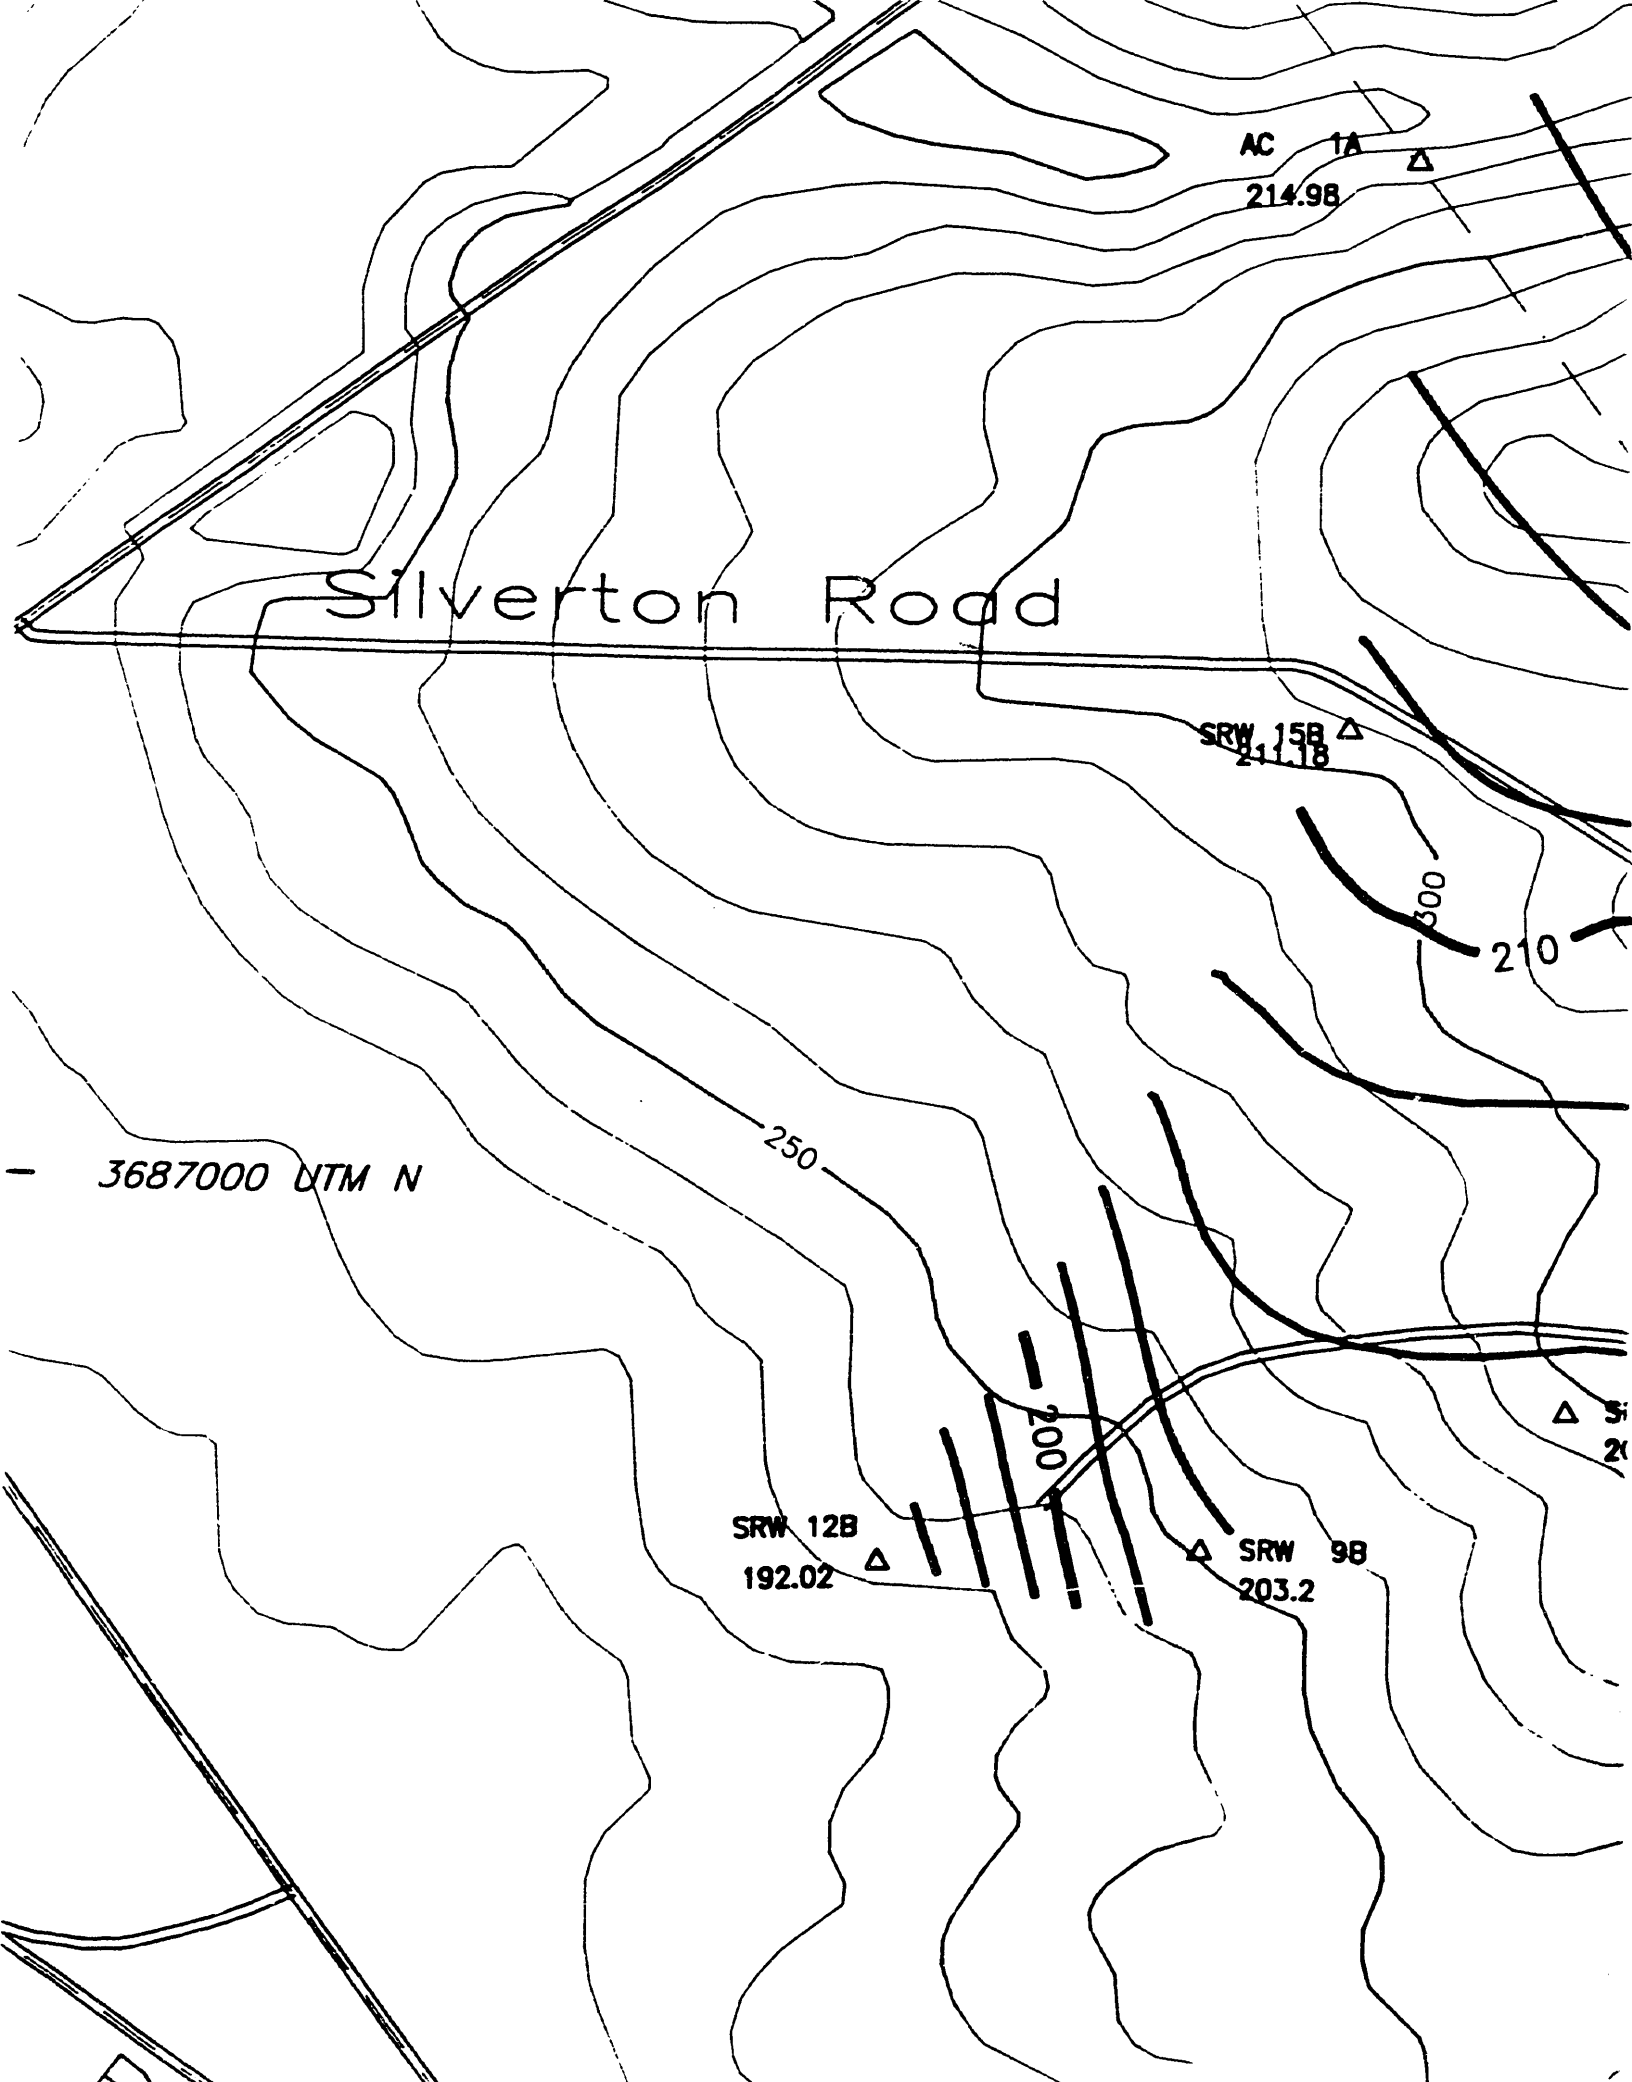 AC 1A
214.98
Silverton Road
SRW 15B
211.18
300
210
250
3687000 UTM N
200
SRW 12B
192.02
SRW 9B
203.2